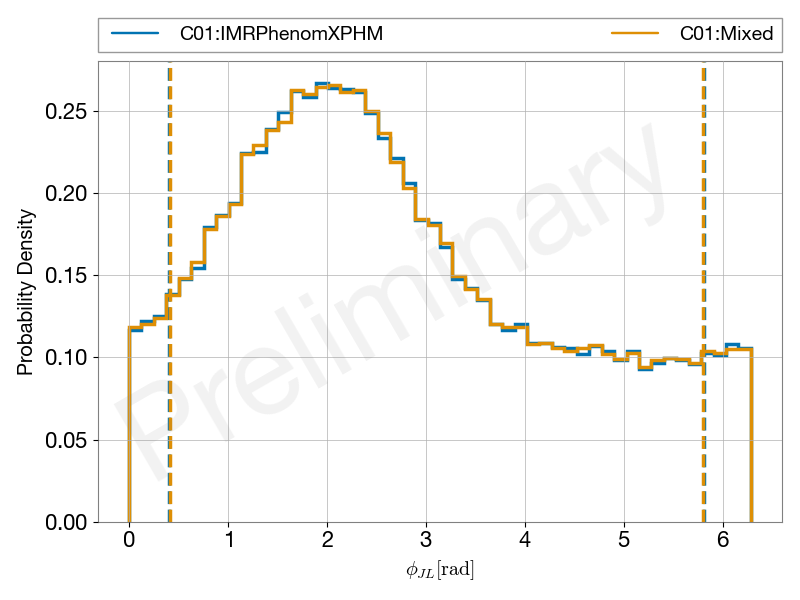 C01:IMRPhenomXPHM C01:Mixed
0.25
0.20
0.15
0.10
0.05
0.00
Probability Density
Preliminary
0 1 2 3 4 5 6
ϕ_JL[rad]